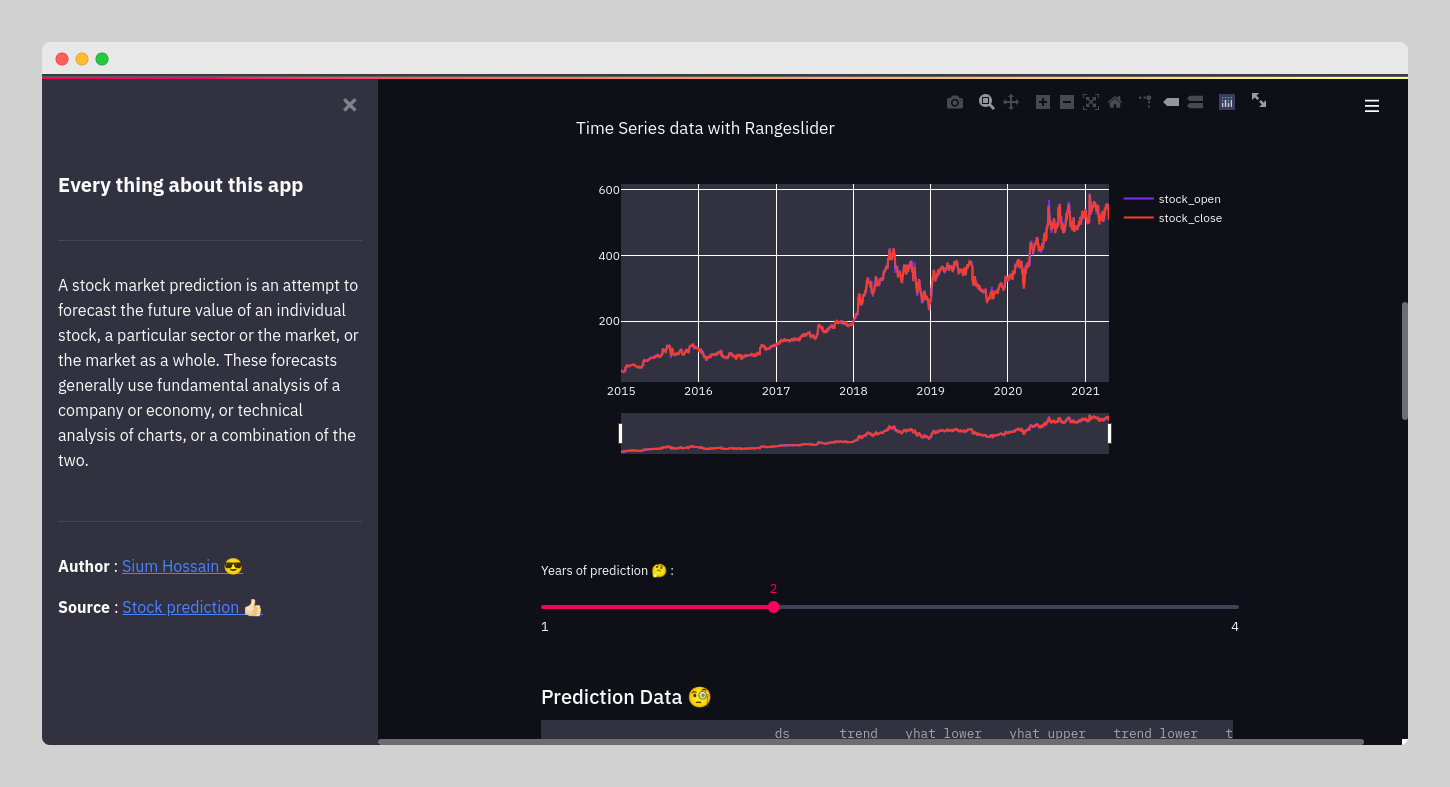 Every thing about this app
A stock market prediction is an attempt to
forecast the future value of an individual
stock, a particular sector or the market, or
the market as a whole. These forecasts
generally use fundamental analysis of a
company or economy, or technical
analysis of charts, or a combination of the
two.
Author : Sium Hossain 😎
Source : Stock prediction 👍🏻
Time Series data with Rangeslider
600
400
200
2015 2016 2017 2018 2019 2020 2021
stock_open
stock_close
Years of prediction 🤔 :
2
1 4
Prediction Data 🧐
ds trend yhat_lower yhat_upper trend_lower t